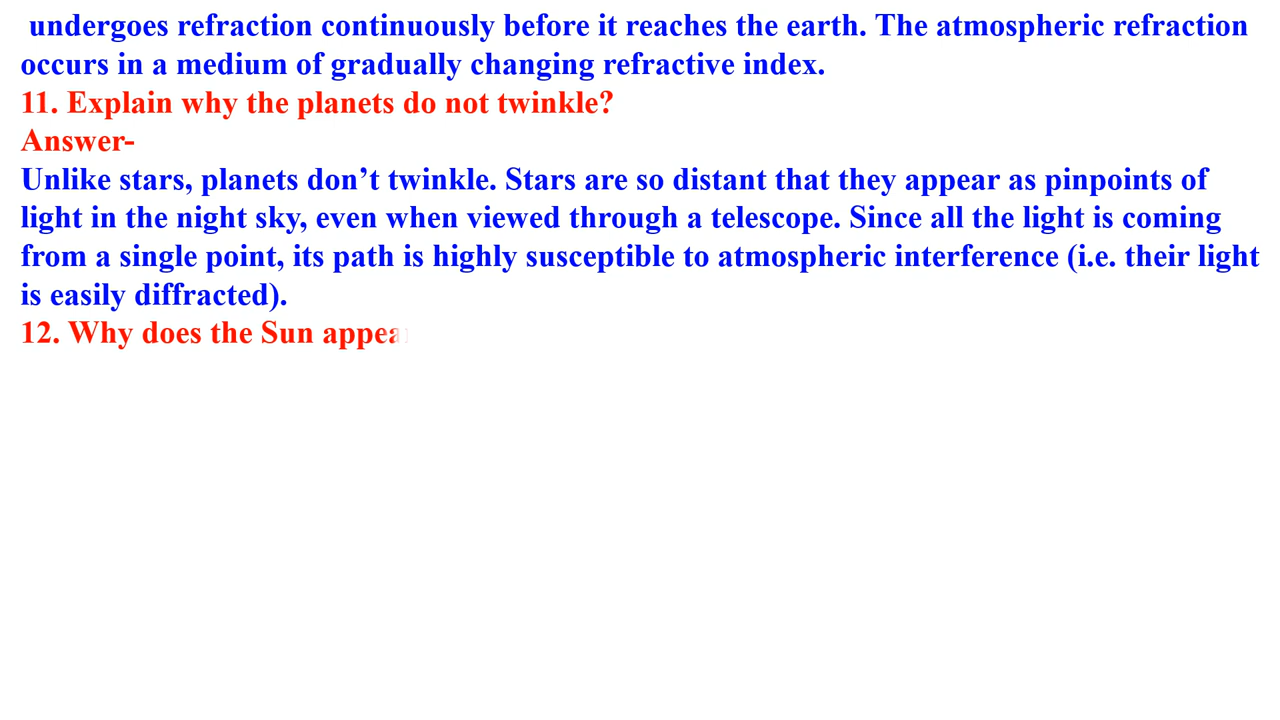 undergoes refraction continuously before it reaches the earth. The atmospheric refraction
occurs in a medium of gradually changing refractive index.
11. Explain why the planets do not twinkle?
Answer-
Unlike stars, planets don’t twinkle. Stars are so distant that they appear as pinpoints of
light in the night sky, even when viewed through a telescope. Since all the light is coming
from a single point, its path is highly susceptible to atmospheric interference (i.e. their light
is easily diffracted).
12. Why does the Sun appea